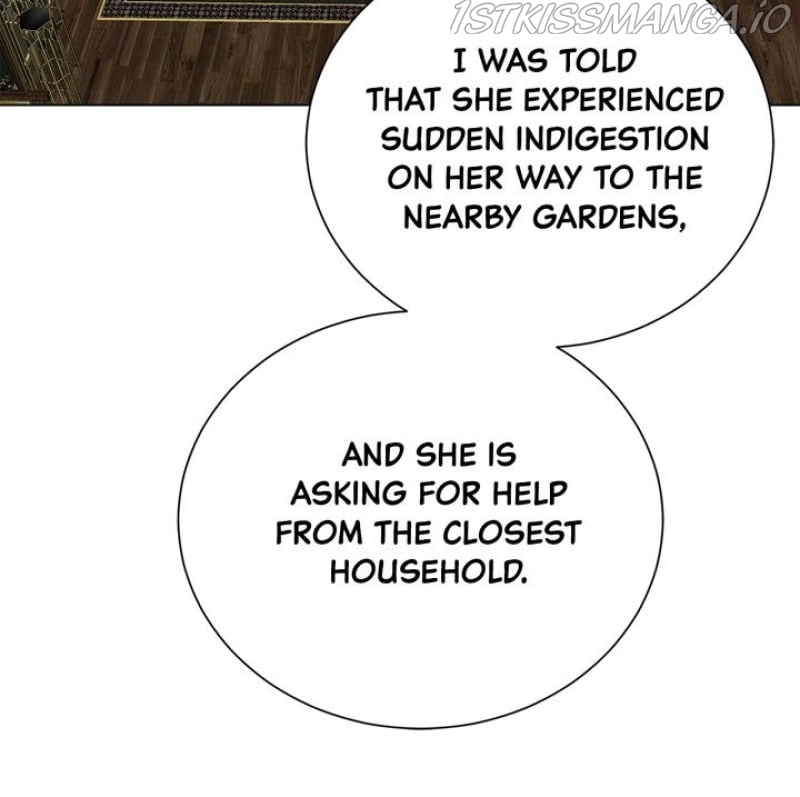 1STKISSMANGA.IO
I WAS TOLD
THAT SHE EXPERIENCED
SUDDEN INDIGESTION
ON HER WAY TO THE
NEARBY GARDENS,
AND SHE IS
ASKING FOR HELP
FROM THE CLOSEST
HOUSEHOLD.